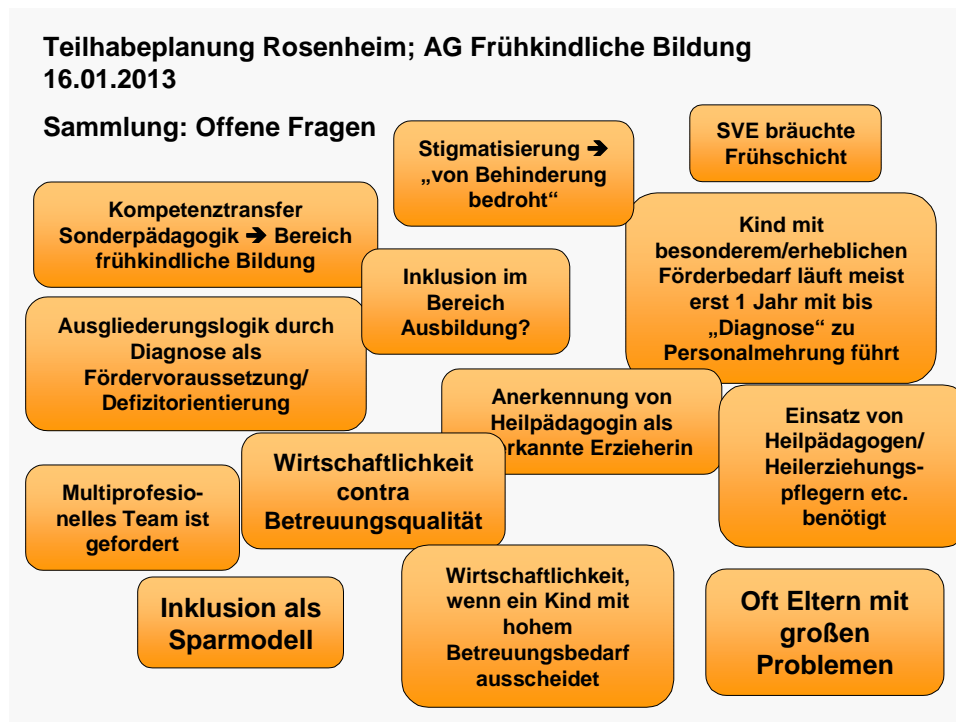 Teilhabeplanung Rosenheim; AG Frühkindliche Bildung
16.01.2013
Sammlung: Offene Fragen
Stigmatisierung ➔
„von Behinderung
bedroht“
SVE bräuchte
Frühschicht
Kompetenztransfer
Sonderpädagogik ➔ Bereich
frühkindliche Bildung
Inklusion im
Bereich
Ausbildung?
Kind mit
besonderem/erheblichen
Förderbedarf läuft meist
erst 1 Jahr mit bis
„Diagnose“ zu
Personalmehrung führt
Ausgliederungslogik durch
Diagnose als
Fördervoraussetzung/
Defizitorientierung
Anerkennung von
Heilpädagogin als
erkannte Erzieherin
Einsatz von
Heilpädagogen/
Heilerziehungs-
pflegern etc.
benötigt
Wirtschaftlichkeit
contra
Betreuungsqualität
Multiprofesio-
nelles Team ist
gefordert
Inklusion als
Sparmodell
Wirtschaftlichkeit,
wenn ein Kind mit
hohem
Betreuungsbedarf
ausscheidet
Oft Eltern mit
großen
Problemen